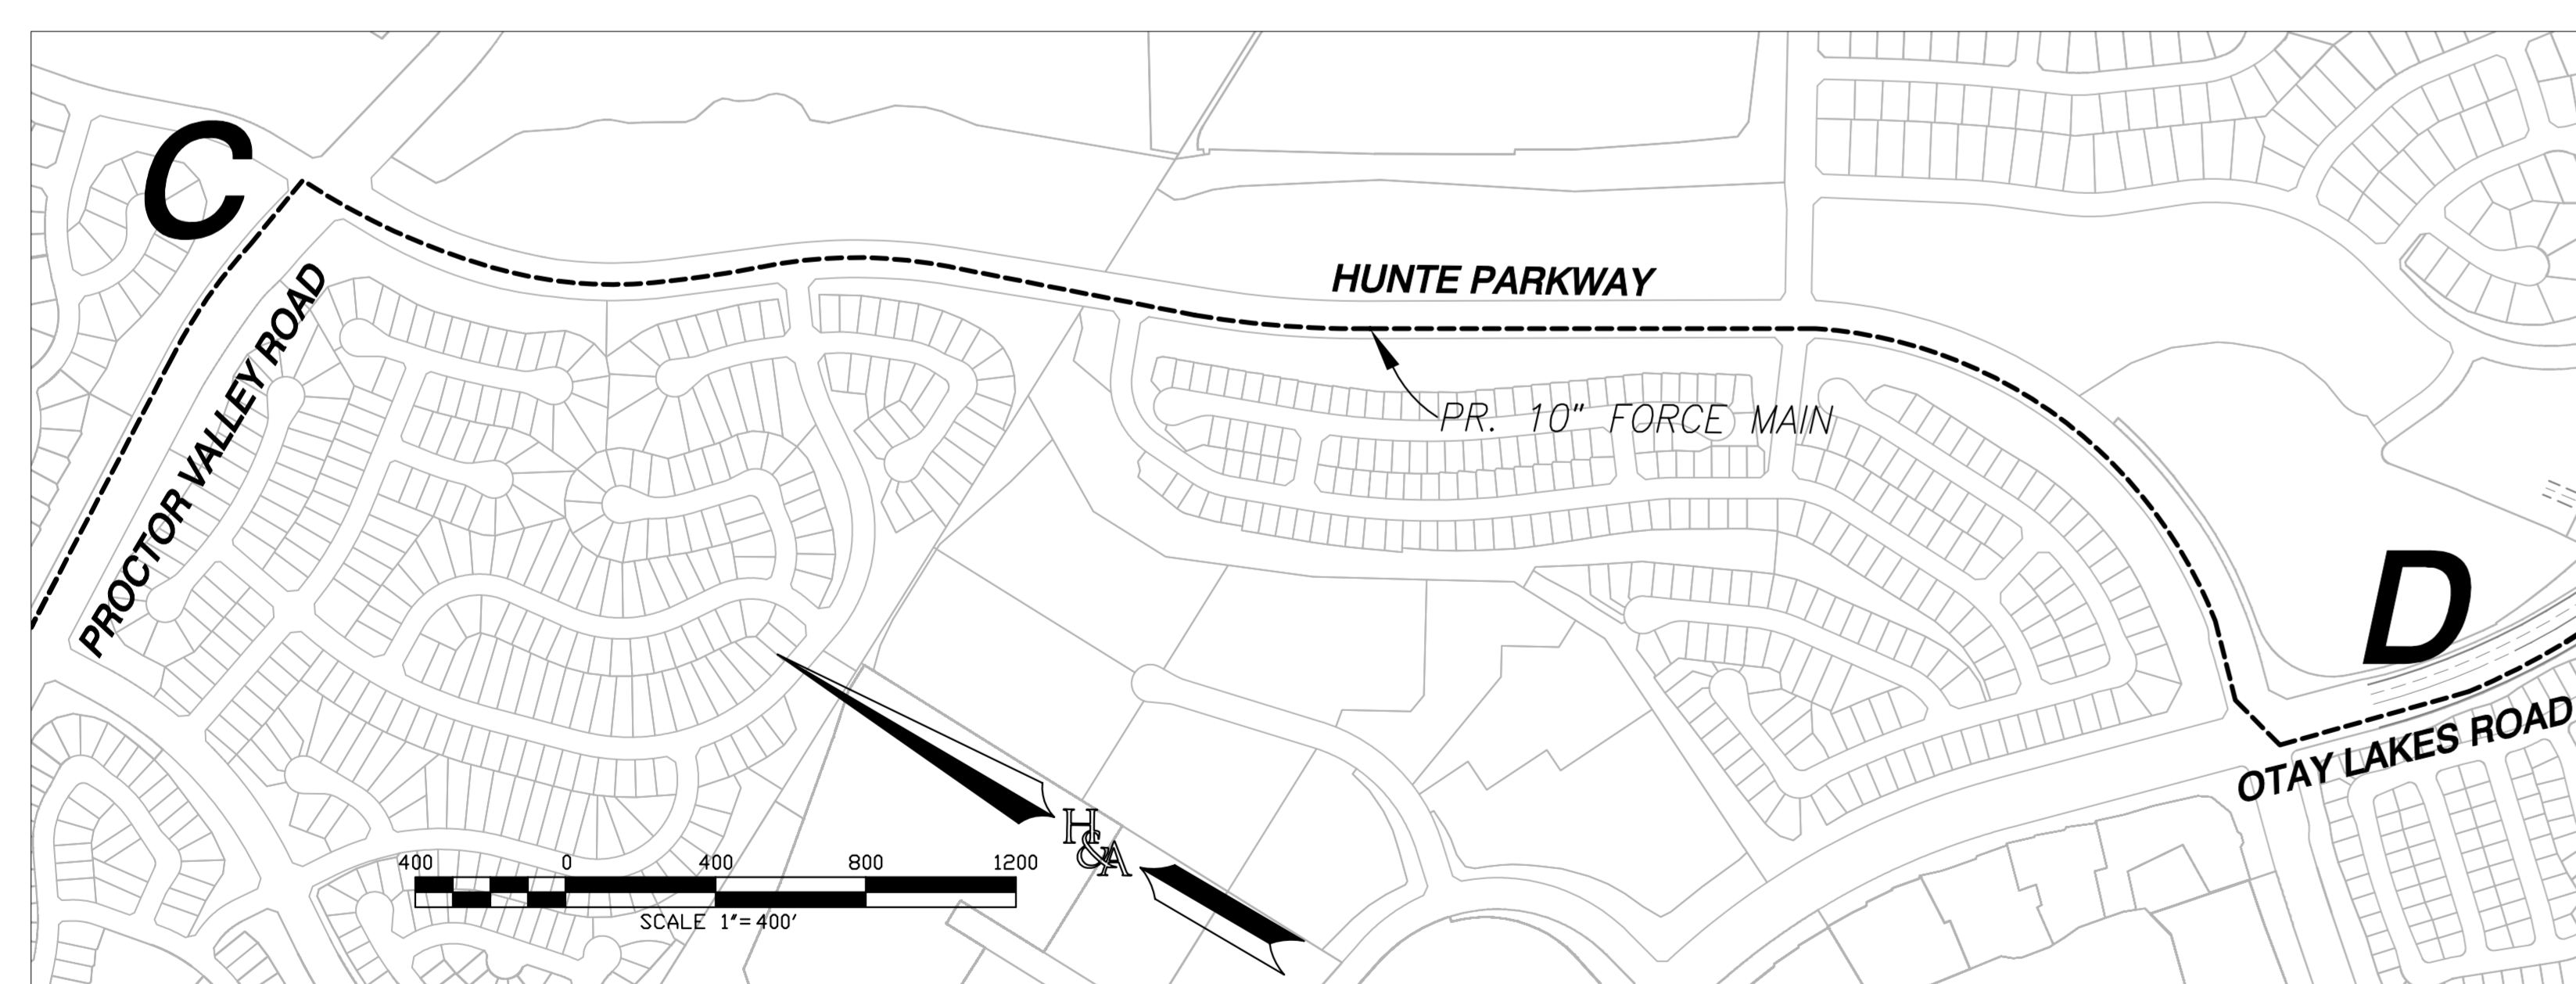 C
HUNTE PARKWAY
PROCTOR VALLEY ROAD
PR. 10" FORCE MAIN
D
OTAY LAKES ROAD
H&A
400 0 400 800 1200
SCALE 1"=400'